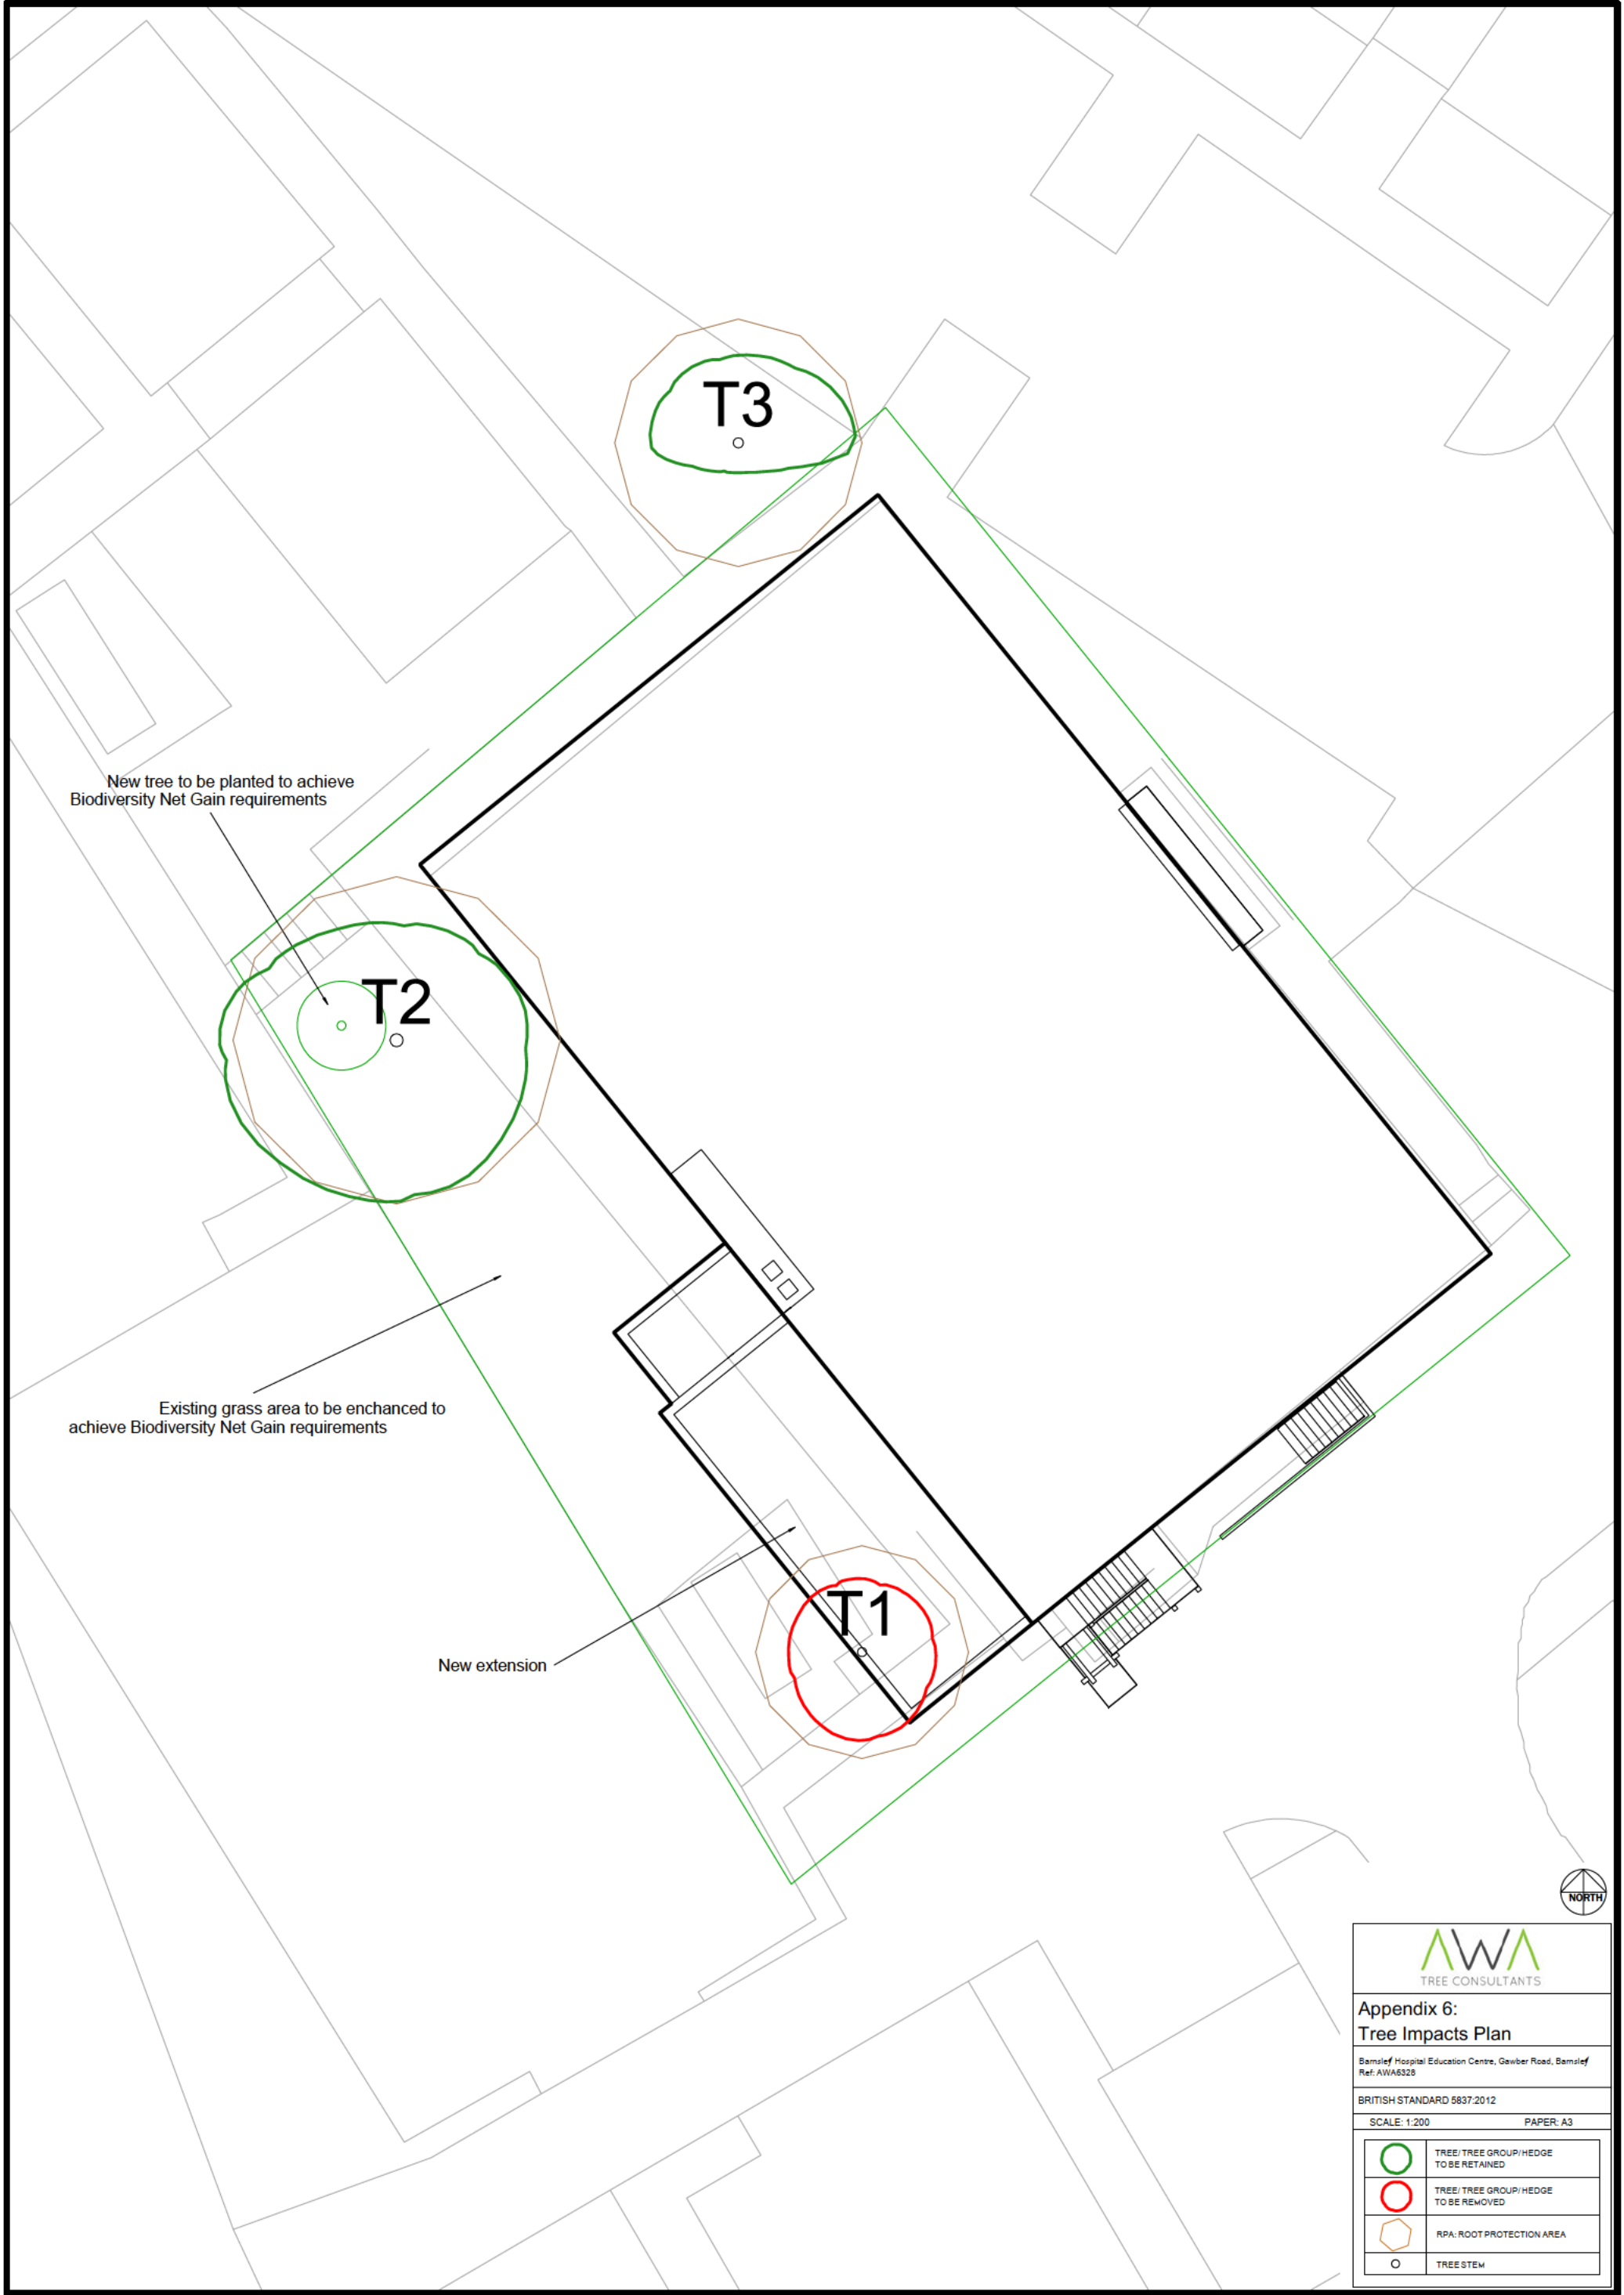 T3
New tree to be planted to achieve
Biodiversity Net Gain requirements
T2
Existing grass area to be enchanced to
achieve Biodiversity Net Gain requirements
T1
New extension
NORTH
AWA
TREE CONSULTANTS
Appendix 6:
Tree Impacts Plan
Barnsley Hospital Education Centre, Gawber Road, Barnsley
Ref: AWA6328
BRITISH STANDARD 5837:2012
SCALE: 1:200 PAPER: A3
TREE/ TREE GROUP/ HEDGE
TO BE RETAINED
TREE/ TREE GROUP/ HEDGE
TO BE REMOVED
RPA: ROOT PROTECTION AREA
TREE STEM